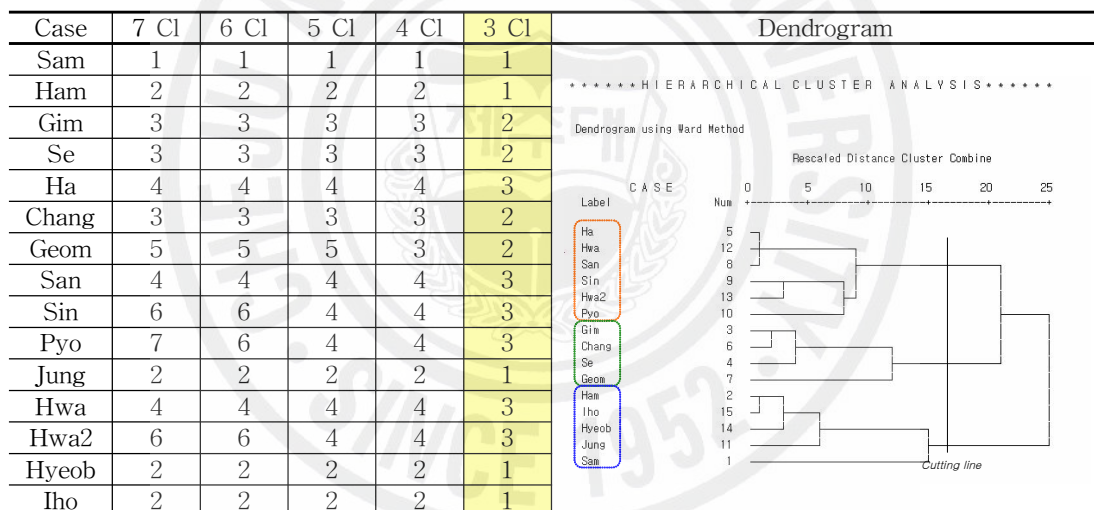 Case 7 Cl 6 Cl 5 Cl 4 Cl 3 Cl Dendrogram
Sam 1 1 1 1 1
Ham 2 2 2 2 1
Gim 3 3 3 3 2
Se 3 3 3 3 2
Ha 4 4 4 4 3
Chang 3 3 3 3 2
Geom 5 5 5 3 2
San 4 4 4 4 3
Sin 6 6 4 4 3
Pyo 7 6 4 4 3
Jung 2 2 2 2 1
Hwa 4 4 4 4 3
Hwa2 6 6 4 4 3
Hyeob 2 2 2 2 1
Iho 2 2 2 2 1
* * * * * * H I E R A R C H I C A L C L U S T E R A N A L Y S I S * * * * * *
Dendrogram using Ward Method
Rescaled Distance Cluster Combine
C A S E 0 5 10 15 20 25
Label Num
Ha 5
Hwa 12
San 8
Sin 9
Hwa2 13
Pyo 10
Gim 3
Chang 6
Se 4
Geom 7
Ham 2
Iho 15
Hyeob 14
Jung 11
Sam 1
Cutting line
제주대
SINCE 1952